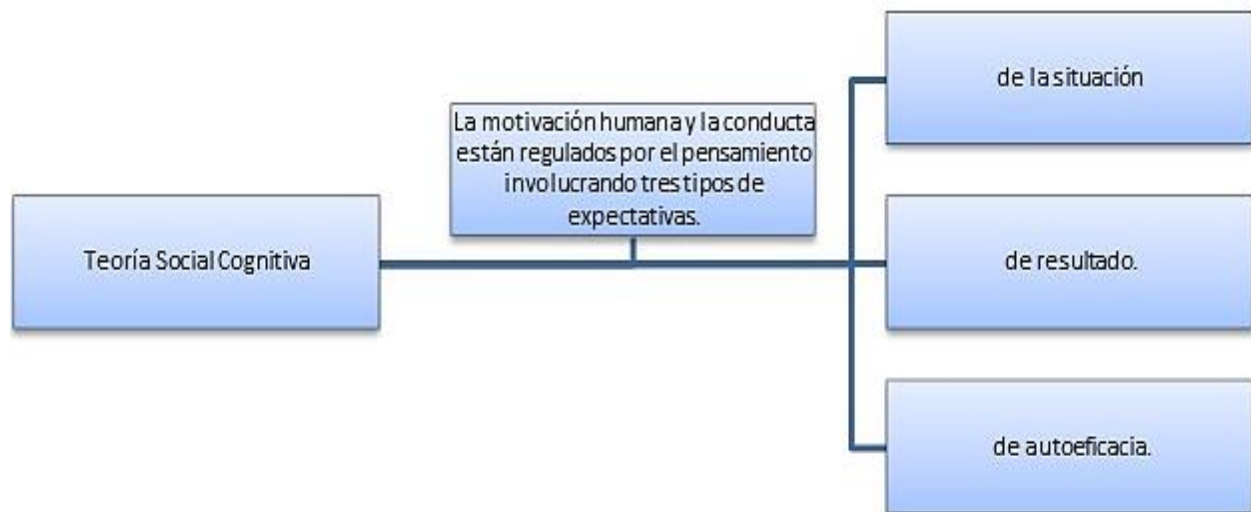 Teoría Social Cognitiva
La motivación humana y la conducta
están regulados por el pensamiento
involucrando tres tipos de
expectativas.
de la situación
de resultado.
de autoeficacia.